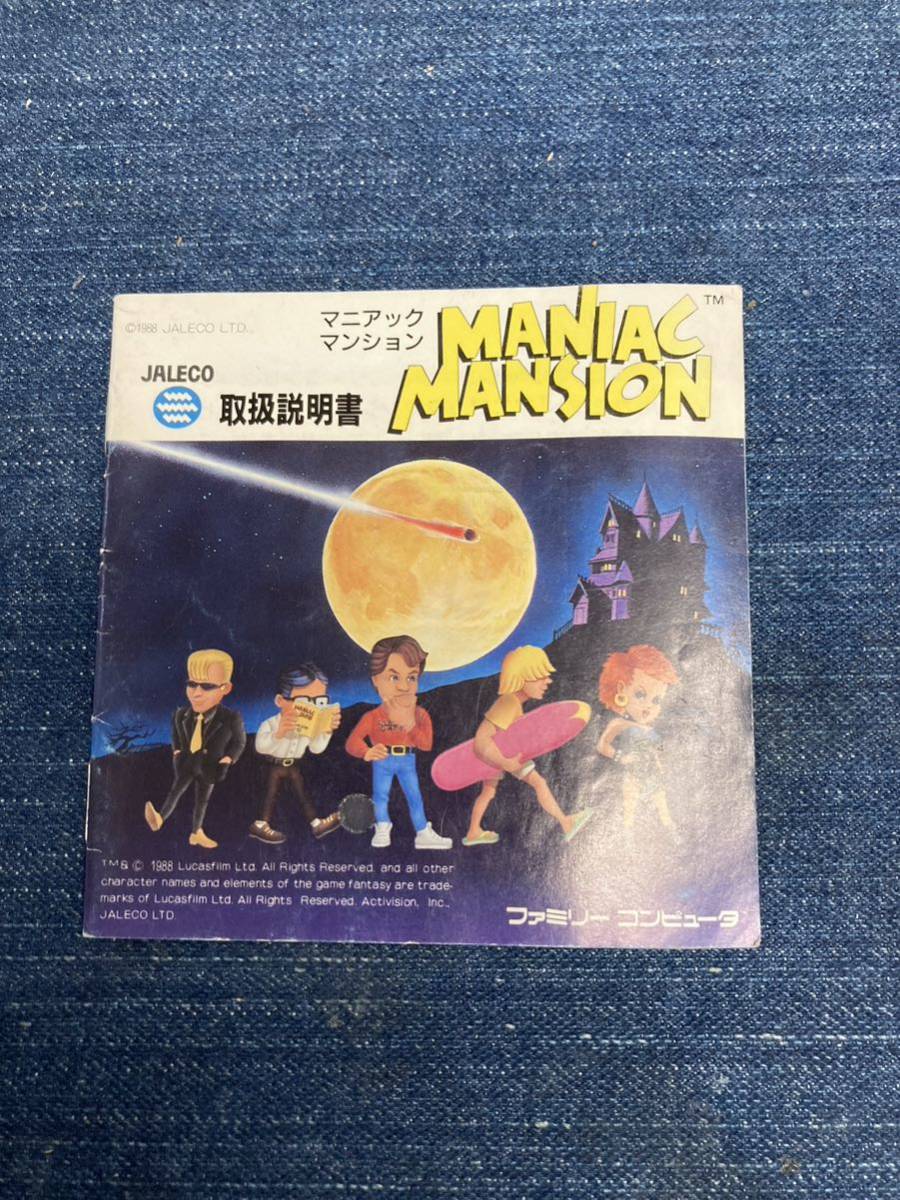 ©1988 JALECO LTD.
マニアック
マンション
MANIAC
MANSION
TM
JALECO
取扱説明書
TM& © 1988 Lucasfilm Ltd. All Rights Reserved. and all other
character names and elements of the game fantasy are trade-
marks of Lucasfilm Ltd. All Rights Reserved. Activision, Inc.,
JALECO LTD.
ファミリー コンピュータ